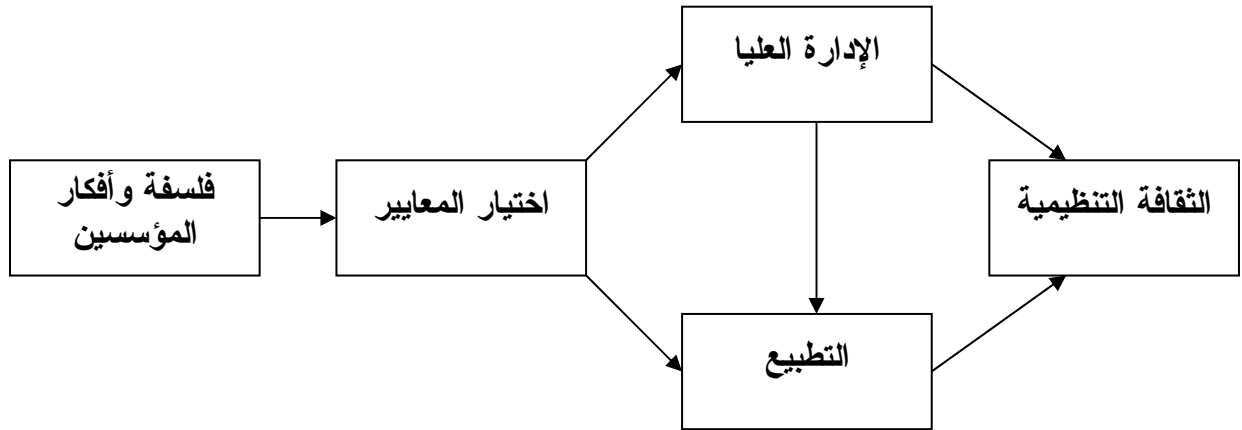 الإدارة العليا
فلسفة وأفكار
المؤسسين
اختيار المعايير
الثقافة التنظيمية
التطبيع